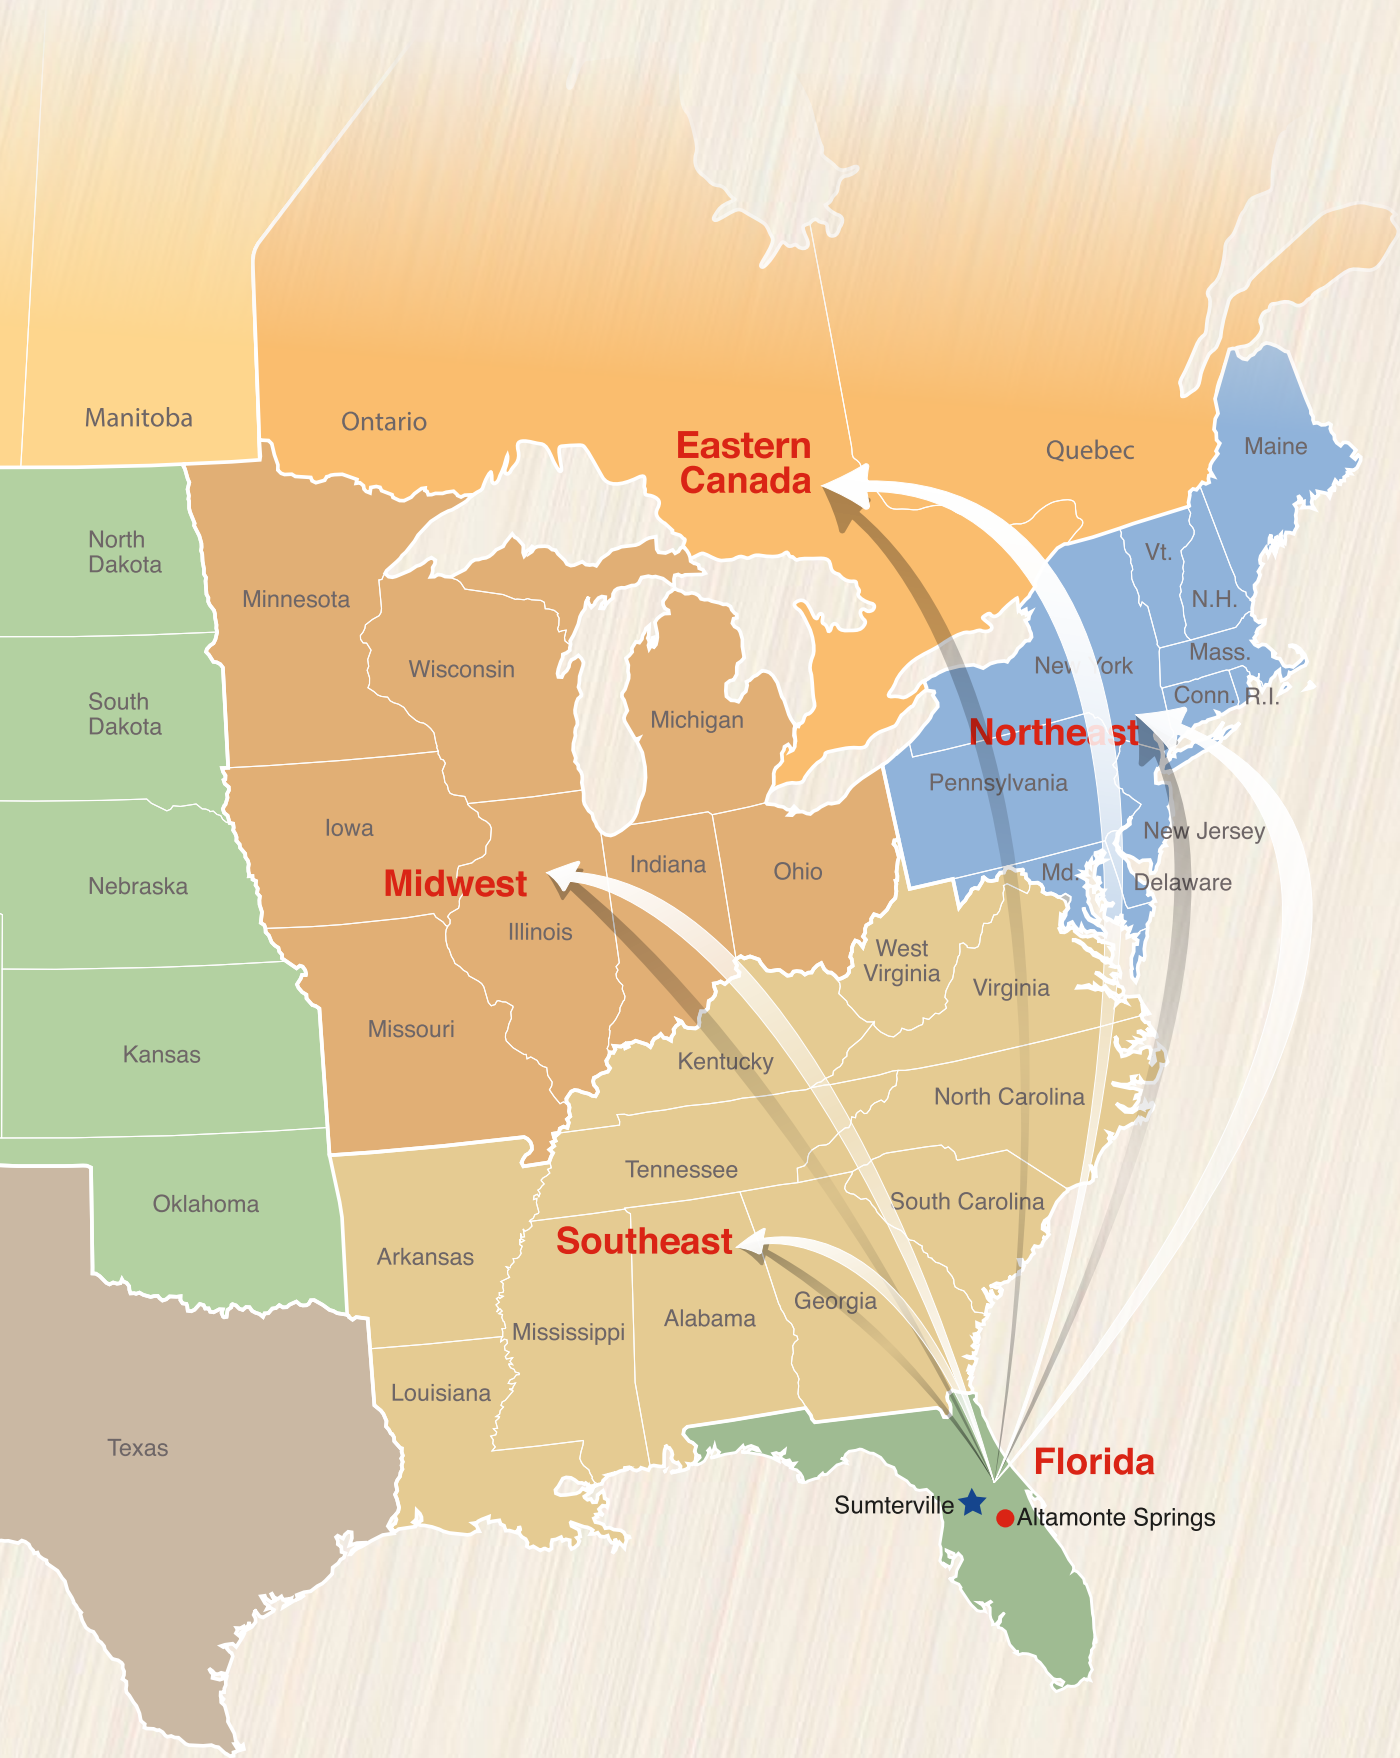 Manitoba
Ontario
Eastern
Canada
Quebec
Maine
North
Dakota
Minnesota
Vt.
N.H.
Wisconsin
New York
Mass.
South
Dakota
Michigan
Conn.
R.I.
Northeast
Pennsylvania
Iowa
New Jersey
Nebraska
Midwest
Indiana
Ohio
Md.
Delaware
Illinois
West
Virginia
Virginia
Missouri
Kansas
Kentucky
North Carolina
Tennessee
Oklahoma
South Carolina
Southeast
Arkansas
Georgia
Alabama
Mississippi
Louisiana
Texas
Florida
Sumterville
Altamonte Springs